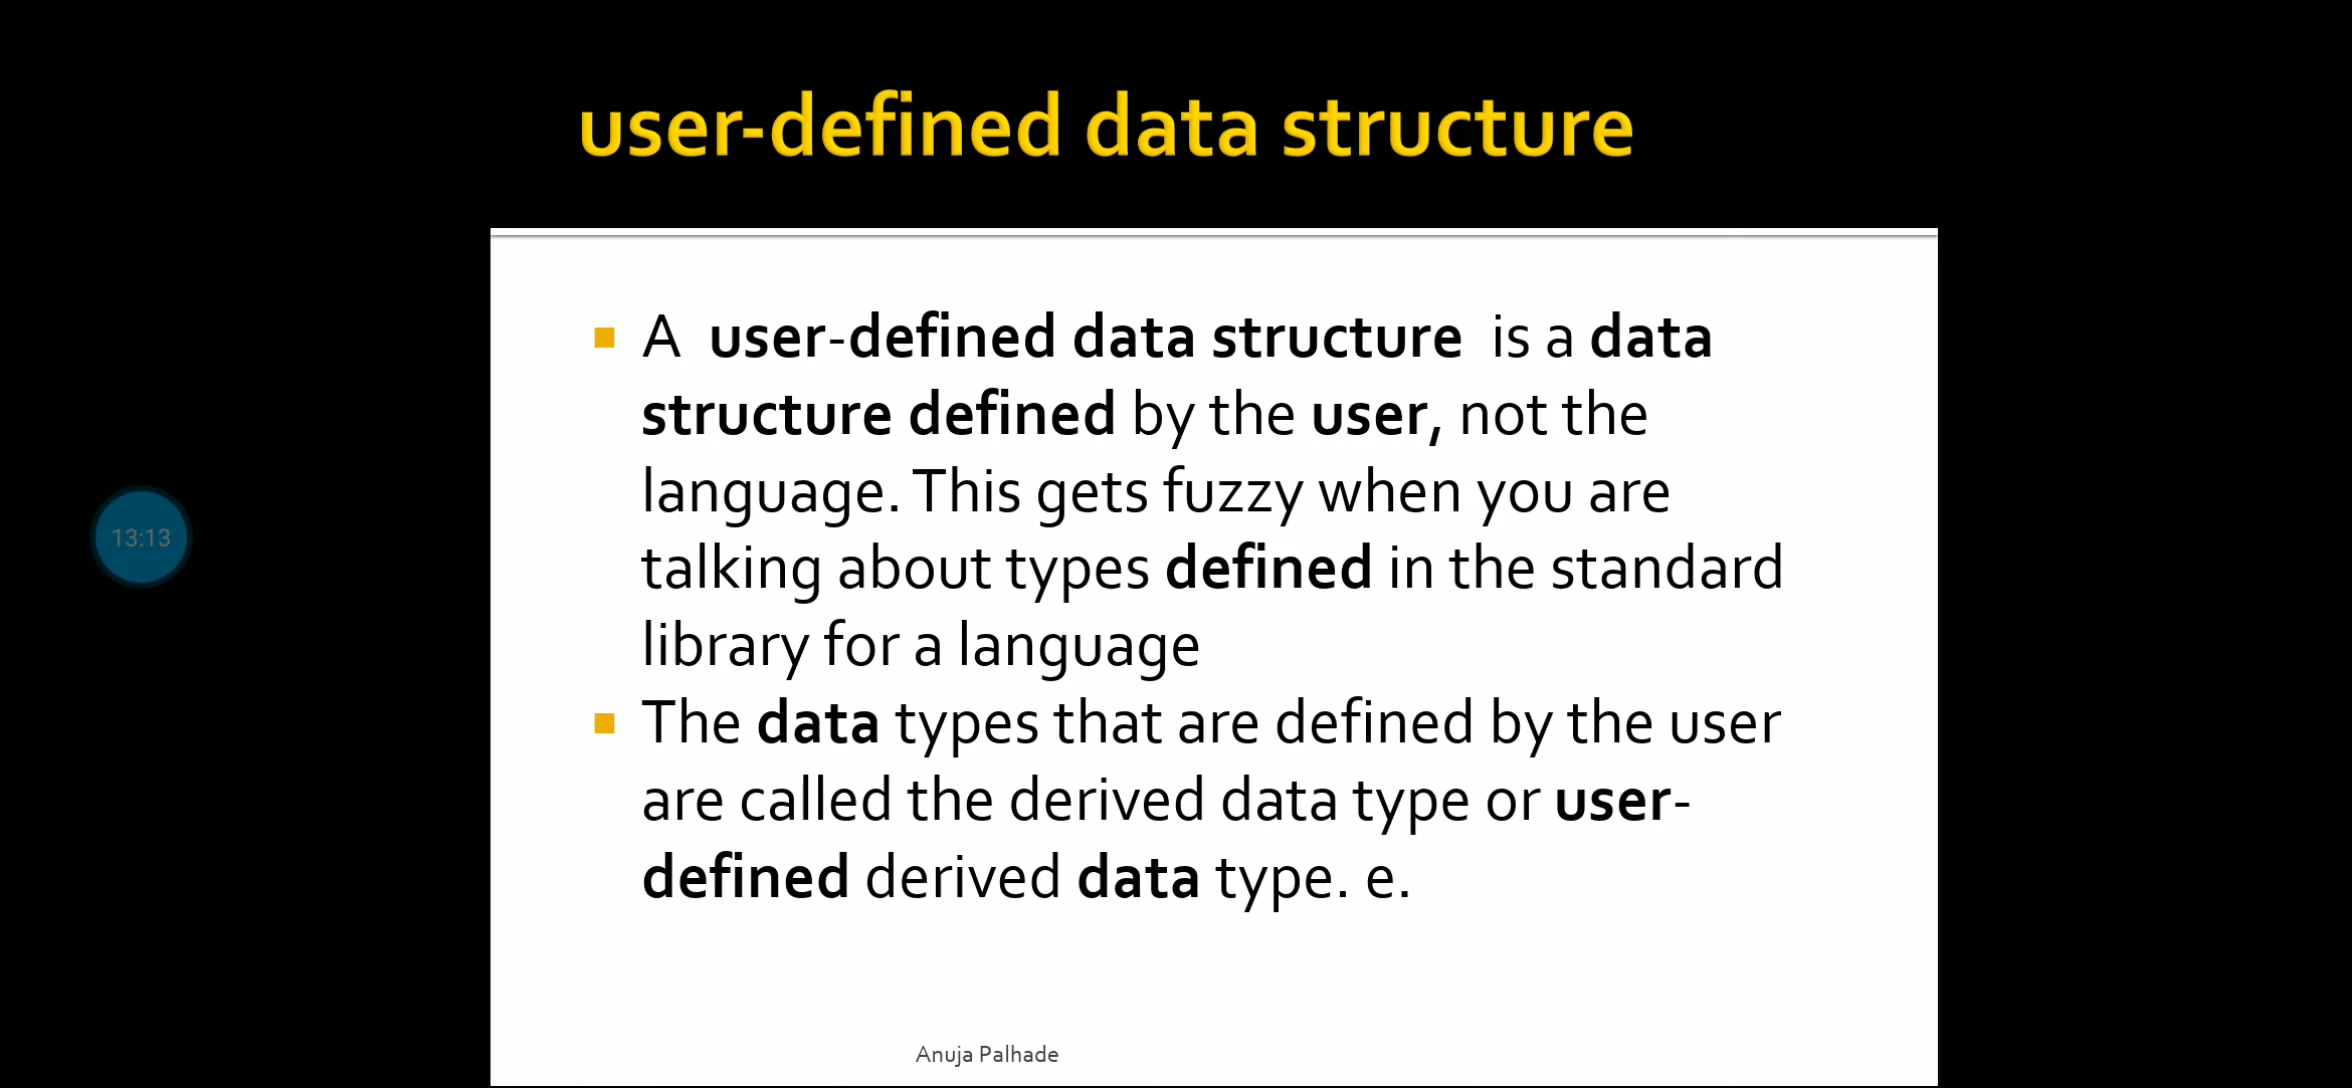 user-defined data structure
A user-defined data structure is a data
structure defined by the user, not the
language. This gets fuzzy when you are
talking about types defined in the standard
library for a language
The data types that are defined by the user
are called the derived data type or user-
defined derived data type. e.
13:13
Anuja Palhade